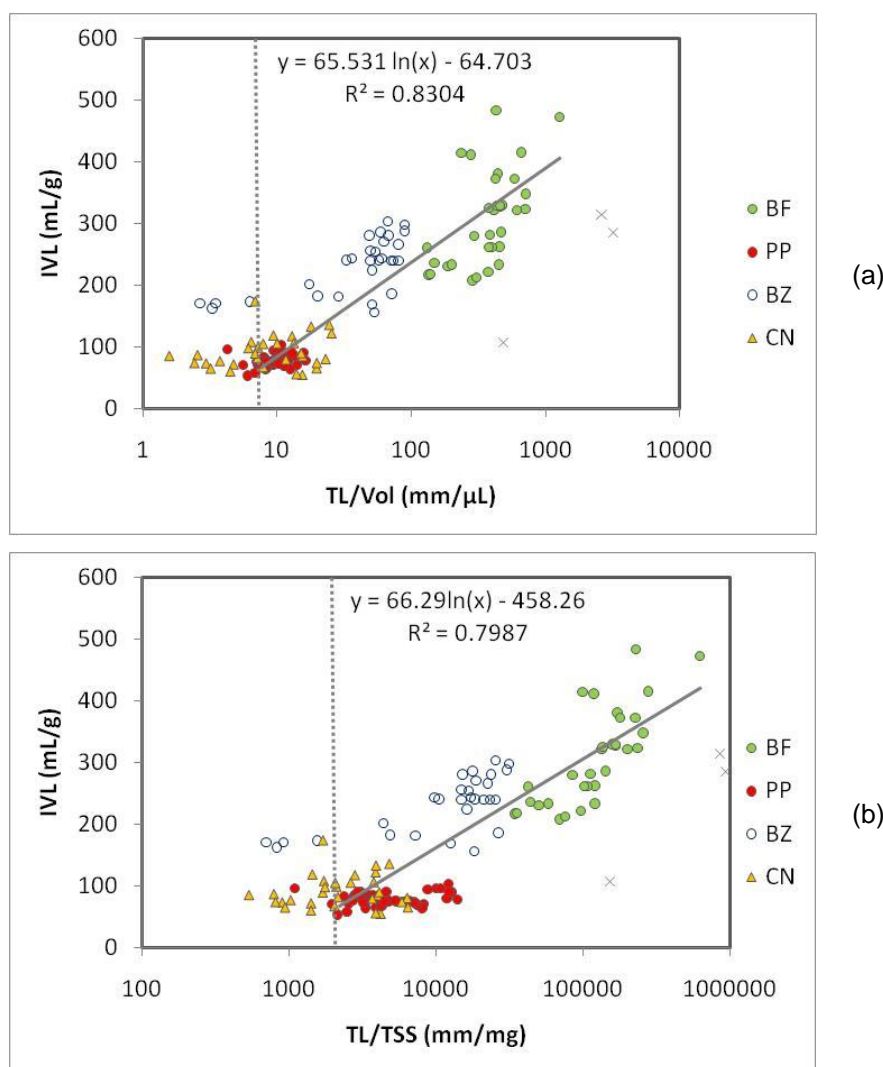 600
500
400
300
200
100
0
IVL (mL/g)
y = 65.531 ln(x) - 64.703
R² = 0.8304
BF
PP
BZ
CN
(a)
1 10 100 1000 10000
TL/Vol (mm/µL)
600
500
400
300
200
100
0
IVL (mL/g)
y = 66.29ln(x) - 458.26
R² = 0.7987
BF
PP
BZ
CN
(b)
100 1000 10000 100000 1000000
TL/TSS (mm/mg)